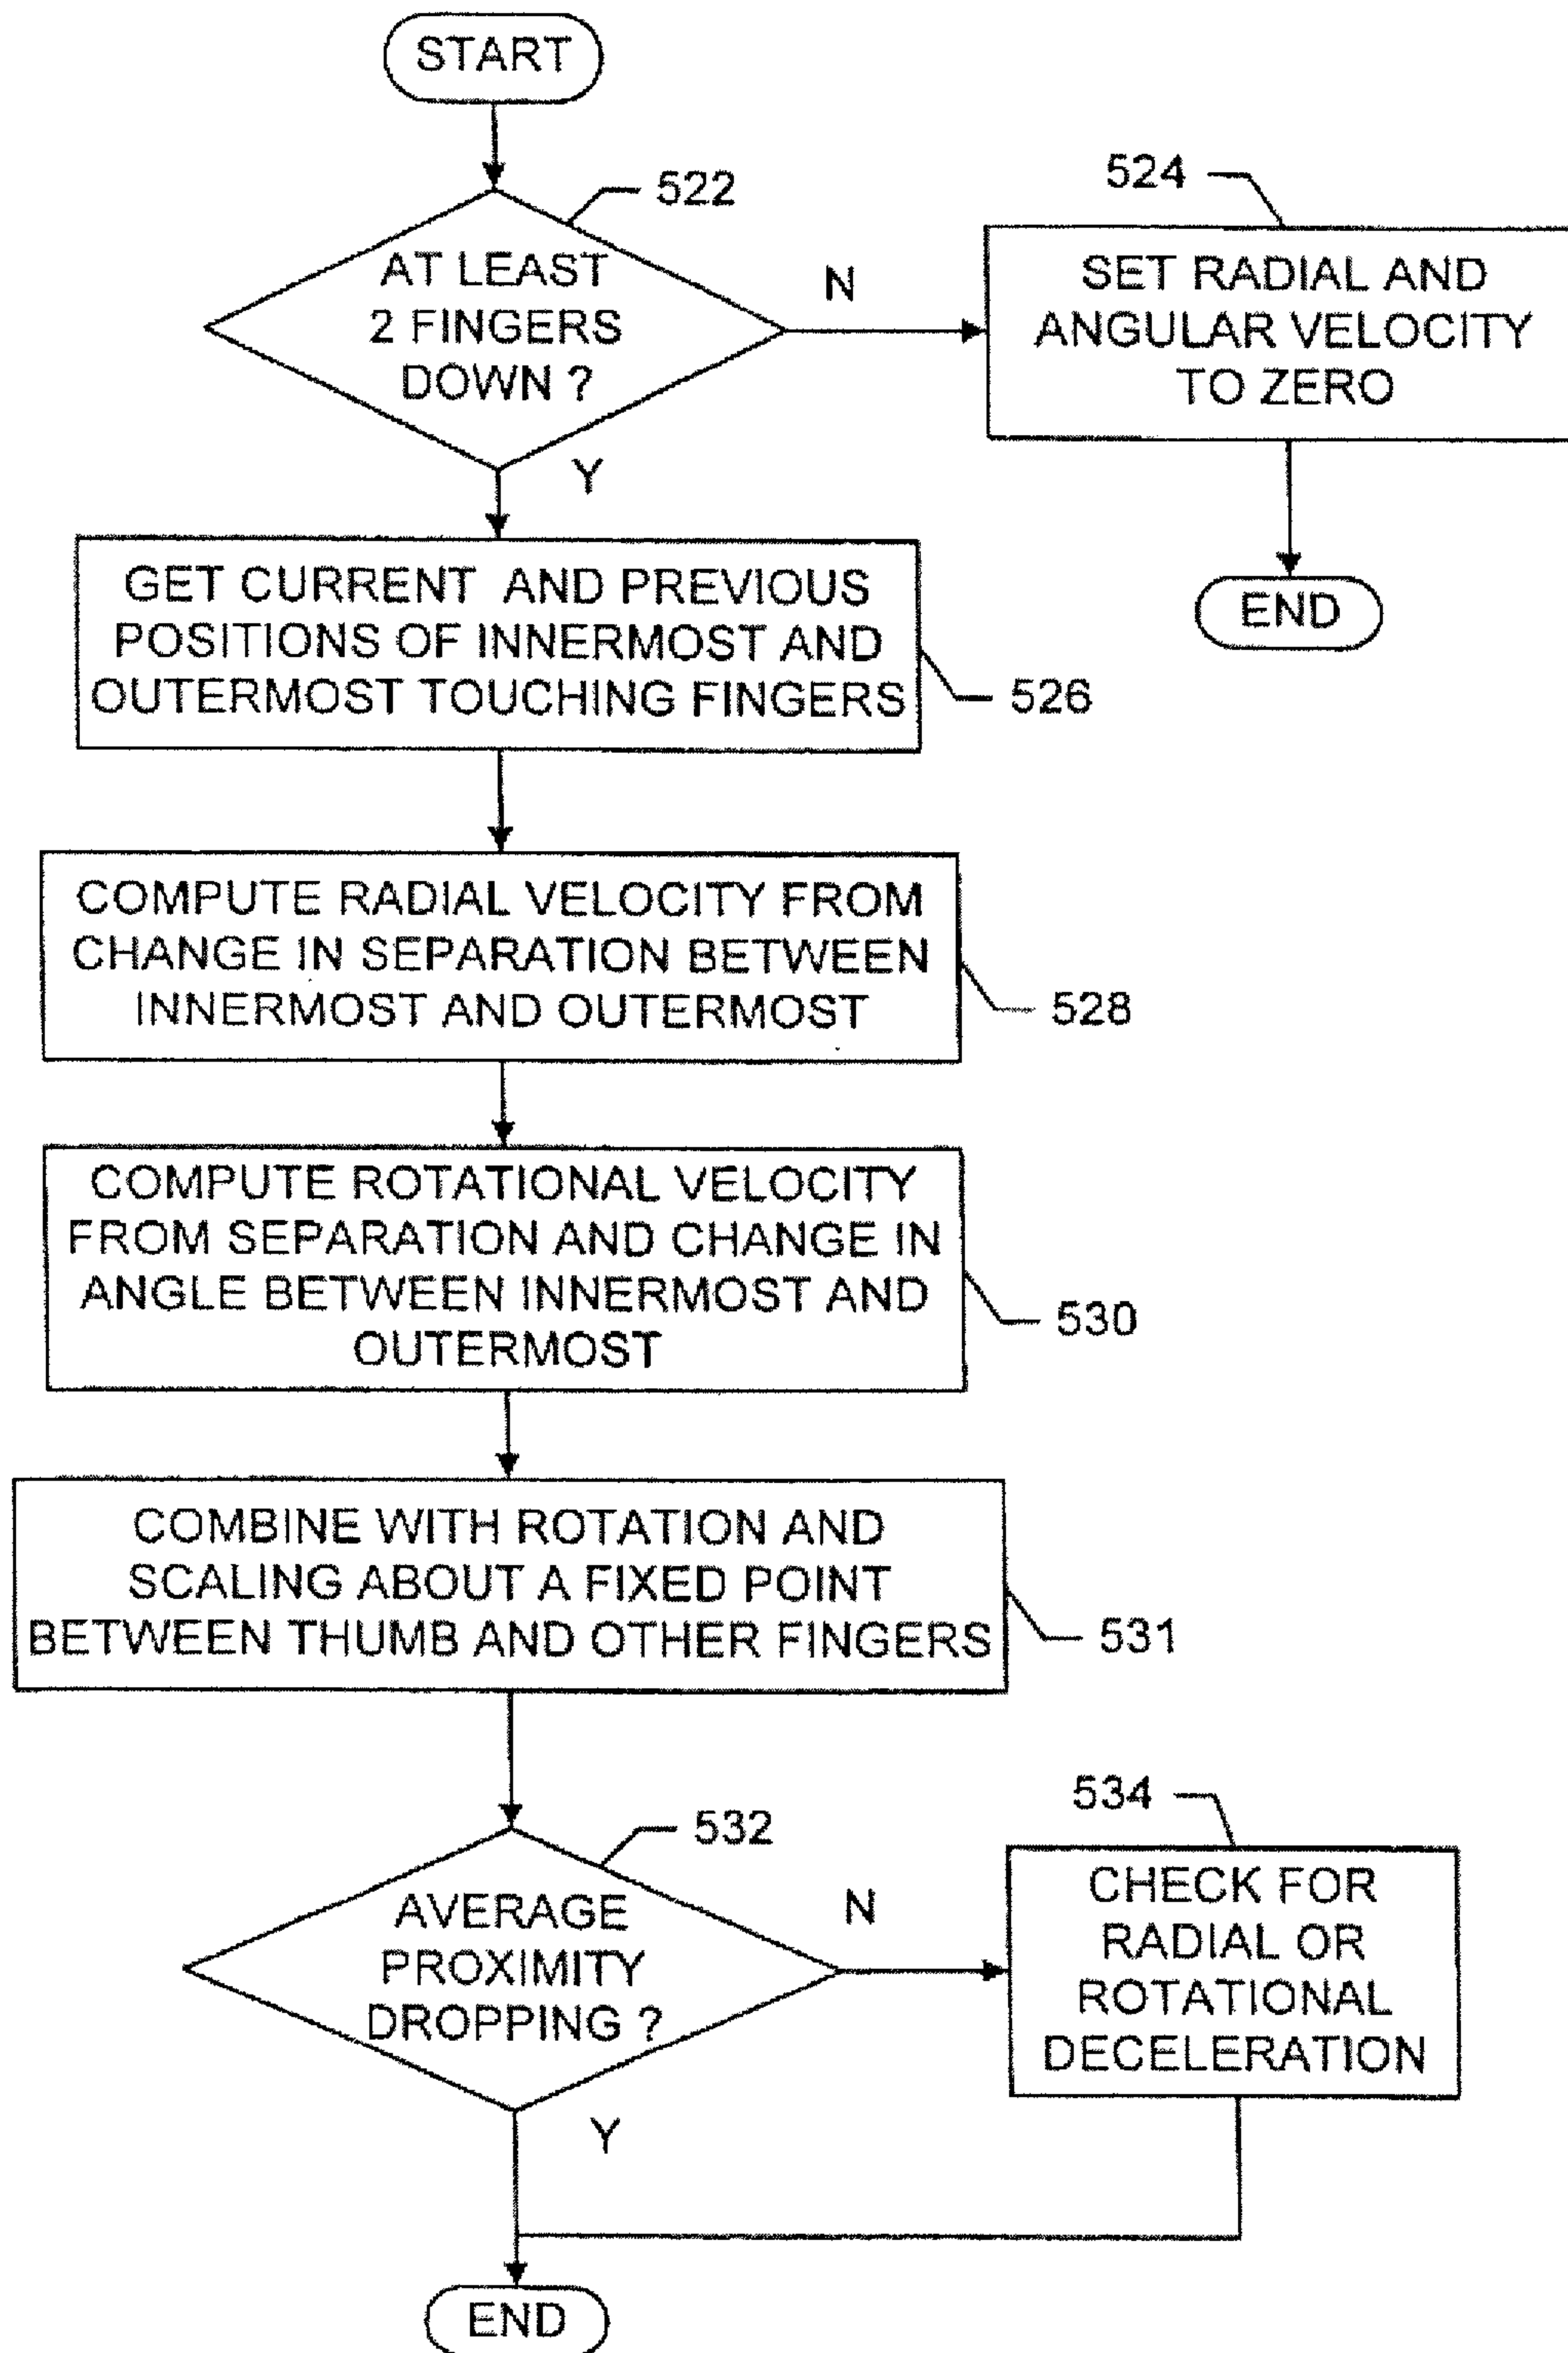 START
522
AT LEAST
2 FINGERS
DOWN ?
N
Y
524
SET RADIAL AND
ANGULAR VELOCITY
TO ZERO
END
GET CURRENT AND PREVIOUS
POSITIONS OF INNERMOST AND
OUTERMOST TOUCHING FINGERS
526
COMPUTE RADIAL VELOCITY FROM
CHANGE IN SEPARATION BETWEEN
INNERMOST AND OUTERMOST
528
COMPUTE ROTATIONAL VELOCITY
FROM SEPARATION AND CHANGE IN
ANGLE BETWEEN INNERMOST AND
OUTERMOST
530
COMBINE WITH ROTATION AND
SCALING ABOUT A FIXED POINT
BETWEEN THUMB AND OTHER FINGERS
531
532
AVERAGE
PROXIMITY
DROPPING ?
N
Y
534
CHECK FOR
RADIAL OR
ROTATIONAL
DECELERATION
END